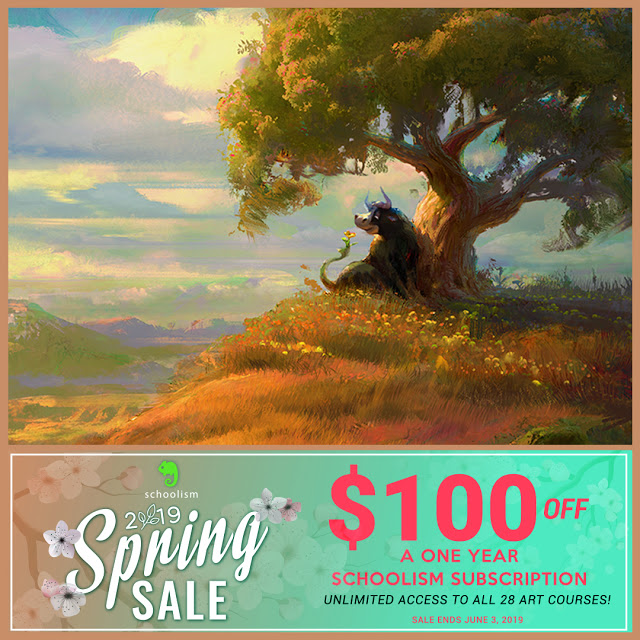 schoolism
2019
Spring
SALE
$100 OFF
A ONE YEAR
SCHOOLISM SUBSCRIPTION
UNLIMITED ACCESS TO ALL 28 ART COURSES!
SALE ENDS JUNE 3, 2019